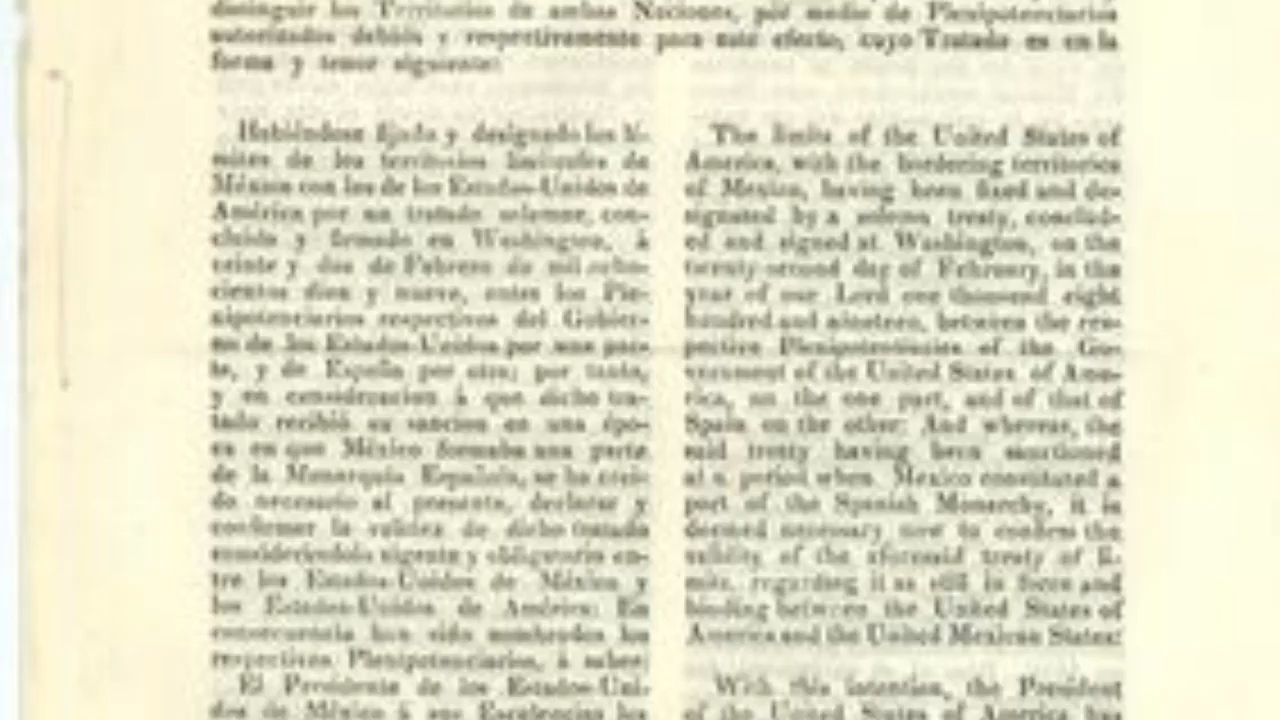 distinguir los Territorios de ambas Naciones, por medio de Plenipotenciarios
autorizados debida y respectivamente para este efecto, cuyo Tratado es en la
forma y tenor siguiente:
Habiéndose fijado y designado los lí-
mites de los territorios limítrofes de
México con los de los Estados-Unidos de
América por un tratado solemne, con-
cluido y firmado en Washington, à
veinte y dos de Febrero de mil ocho-
cientos diez y nueve, entre los Ple-
nipotenciarios respectivos del Gobier-
no de los Estados-Unidos por una par-
te, y de España por otra; por tanto,
y en consideracion à que dicho tra-
tado recibió su sancion en una épo-
ca en que México formaba una parte
de la Monarquía Española, se ha creí-
do necesario al presente, declarar y
confirmar la validez de dicho tratado
considerándolo vigente y obligatorio en-
tre los Estados-Unidos de México y
los Estados-Unidos de América: En
consecuencia han sido nombrados los
respectivos Plenipotenciarios, à saber:
El Presidente de los Estados-Uni-
dos de México à sus Excelencias los
The limits of the United States of
America, with the bordering territories
of Mexico, having been fixed and de-
signated by a solemn treaty, conclud-
ed and signed at Washington, on the
twenty-second day of February, in the
year of our Lord one thousand eight
hundred and nineteen, between the res-
pective Plenipotentiaries of the Go-
vernment of the United States of Ame-
rica, on the one part, and of that of
Spain on the other: And whereas, the
said treaty having been sanctioned
at a period when Mexico constituted a
part of the Spanish Monarchy, it is
deemed necessary now to confirm the
validity of the aforesaid treaty of li-
mits, regarding it as still in force and
binding between the United States of
America and the United Mexican States:
With this intention, the President
of the United States of America has